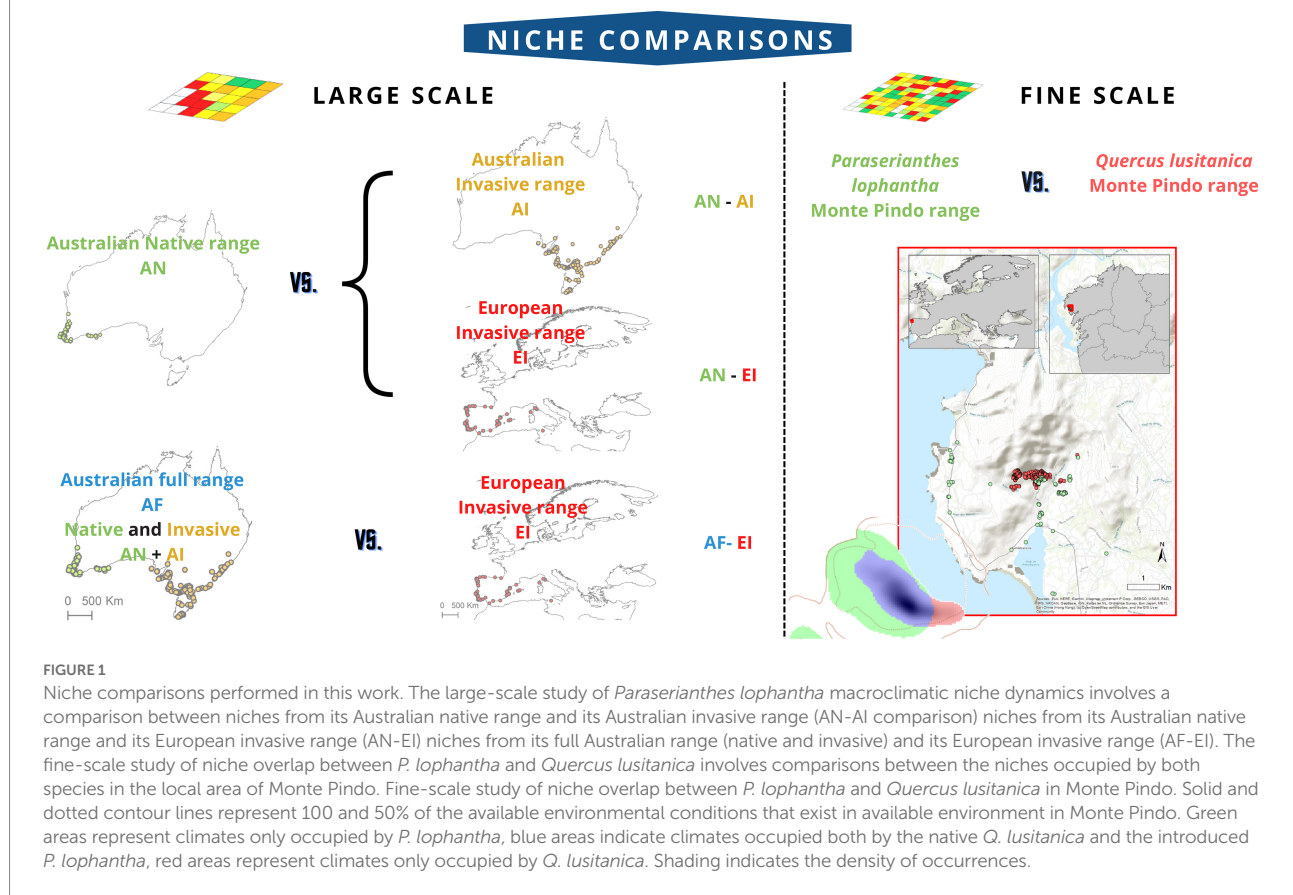 NICHE COMPARISONS
LARGE SCALE
Australian Native range
AN
VS.
Australian
Invasive range
AI
European
Invasive range
EI
AN - AI
AN - EI
Australian full range
AF
Native and Invasive
AN + AI
0 500 Km
VS.
European
Invasive range
EI
0 500 Km
AF- EI
FINE SCALE
Paraserianthes
lophantha
Monte Pindo range
VS.
Quercus lusitanica
Monte Pindo range
N
1
Km
FIGURE 1
Niche comparisons performed in this work. The large-scale study of Paraserianthes lophantha macroclimatic niche dynamics involves a
comparison between niches from its Australian native range and its Australian invasive range (AN-AI comparison) niches from its Australian native
range and its European invasive range (AN-EI) niches from its full Australian range (native and invasive) and its European invasive range (AF-EI). The
fine-scale study of niche overlap between P. lophantha and Quercus lusitanica involves comparisons between the niches occupied by both
species in the local area of Monte Pindo. Fine-scale study of niche overlap between P. lophantha and Quercus lusitanica in Monte Pindo. Solid and
dotted contour lines represent 100 and 50% of the available environmental conditions that exist in available environment in Monte Pindo. Green
areas represent climates only occupied by P. lophantha, blue areas indicate climates occupied both by the native Q. lusitanica and the introduced
P. lophantha, red areas represent climates only occupied by Q. lusitanica. Shading indicates the density of occurrences.